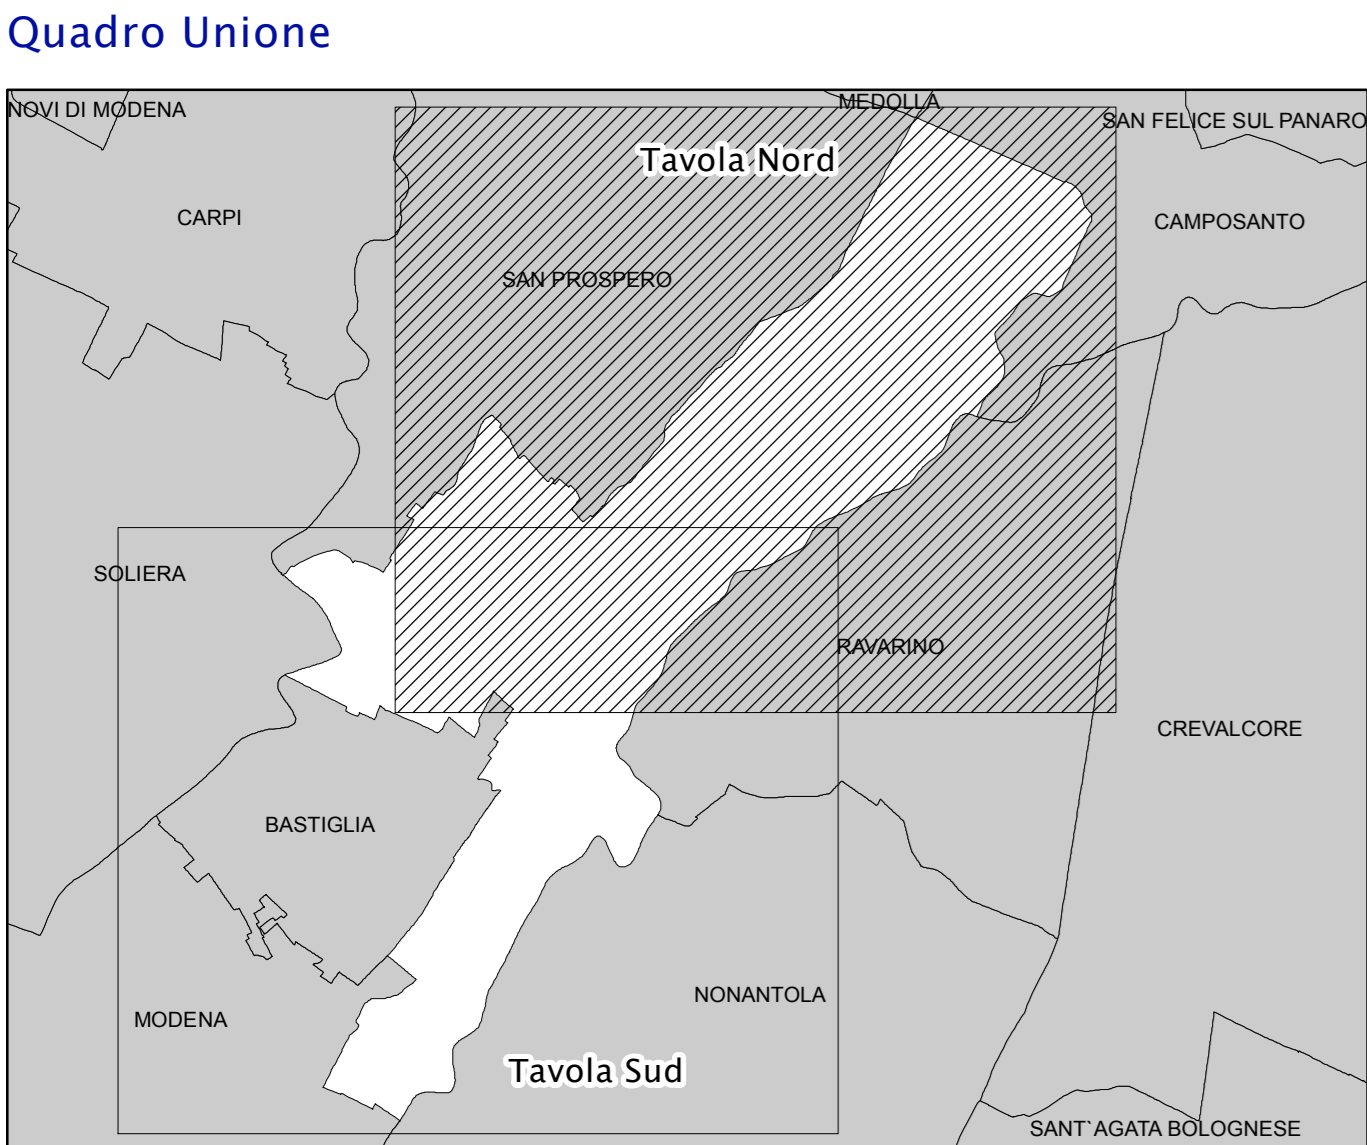 Quadro Unione
NOVI DI MODENA
MEDOLLA
SAN FELICE SUL PANARO
Tavola Nord
CARPI
CAMPOSANTO
SAN PROSPERO
SOLIERA
RAVARINO
CREVALCORE
BASTIGLIA
NONANTOLA
MODENA
Tavola Sud
SANT`AGATA BOLOGNESE